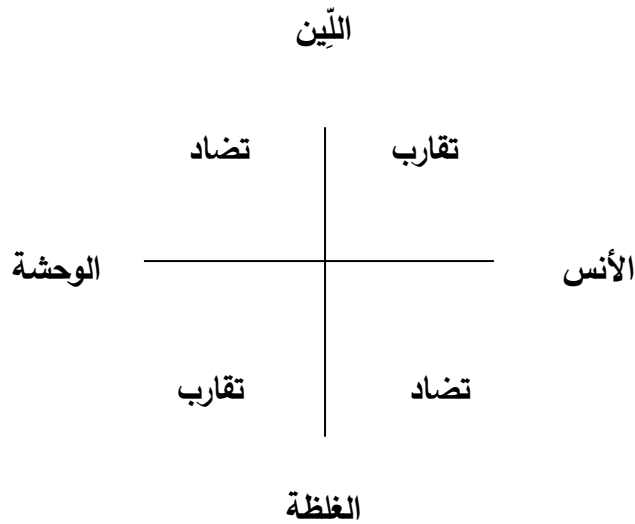 اللِّين
تقارب تضاد
الأنس الوحشة
تضاد تقارب
الغلظة